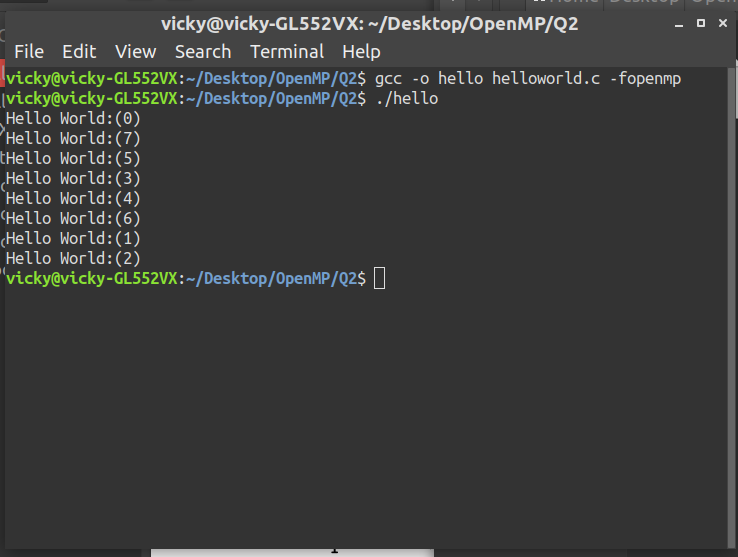 Home Desktop
vicky@vicky-GL552VX: ~/Desktop/OpenMP/Q2
File Edit View Search Terminal Help
vicky@vicky-GL552VX:~/Desktop/OpenMP/Q2$ gcc -o hello helloworld.c -fopenmp
vicky@vicky-GL552VX:~/Desktop/OpenMP/Q2$ ./hello
Hello World:(0)
Hello World:(7)
Hello World:(5)
Hello World:(3)
Hello World:(4)
Hello World:(6)
Hello World:(1)
Hello World:(2)
vicky@vicky-GL552VX:~/Desktop/OpenMP/Q2$